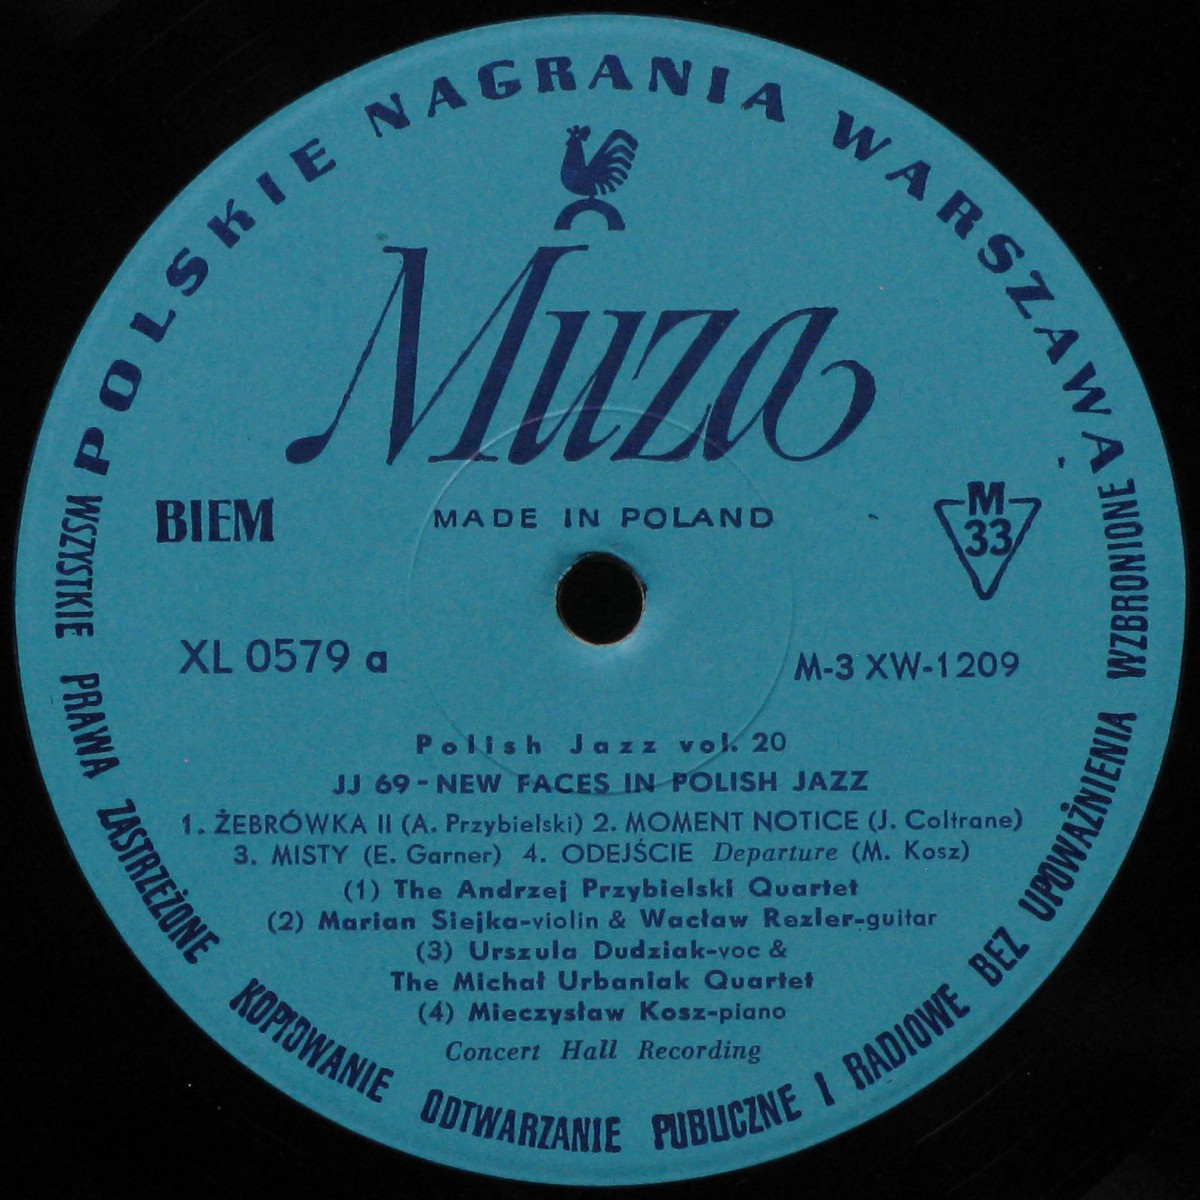 POLSKIE NAGRANIA WARSZAWA
Muza
BIEM
MADE IN POLAND
M
33
XL 0579 a
M-3 XW-1209
Polish Jazz vol. 20
JJ 69 - NEW FACES IN POLISH JAZZ
1. ŻEBRÓWKA II (A. Przybielski) 2. MOMENT NOTICE (J. Coltrane)
3. MISTY (E. Garner) 4. ODEJŚCIE Departure (M. Kosz)
(1) The Andrzej Przybielski Quartet
(2) Marian Siejka-violin & Wacław Rezler-guitar
(3) Urszula Dudziak-voc &
The Michał Urbaniak Quartet
(4) Mieczysław Kosz-piano
Concert Hall Recording
WSZYSTKIE PRAWA ZASTRZEŻONE KOPIOWANIE ODTWARZANIE PUBLICZNE I RADIOWE BEZ UPOWAŻNIENIA WZBRONIONE